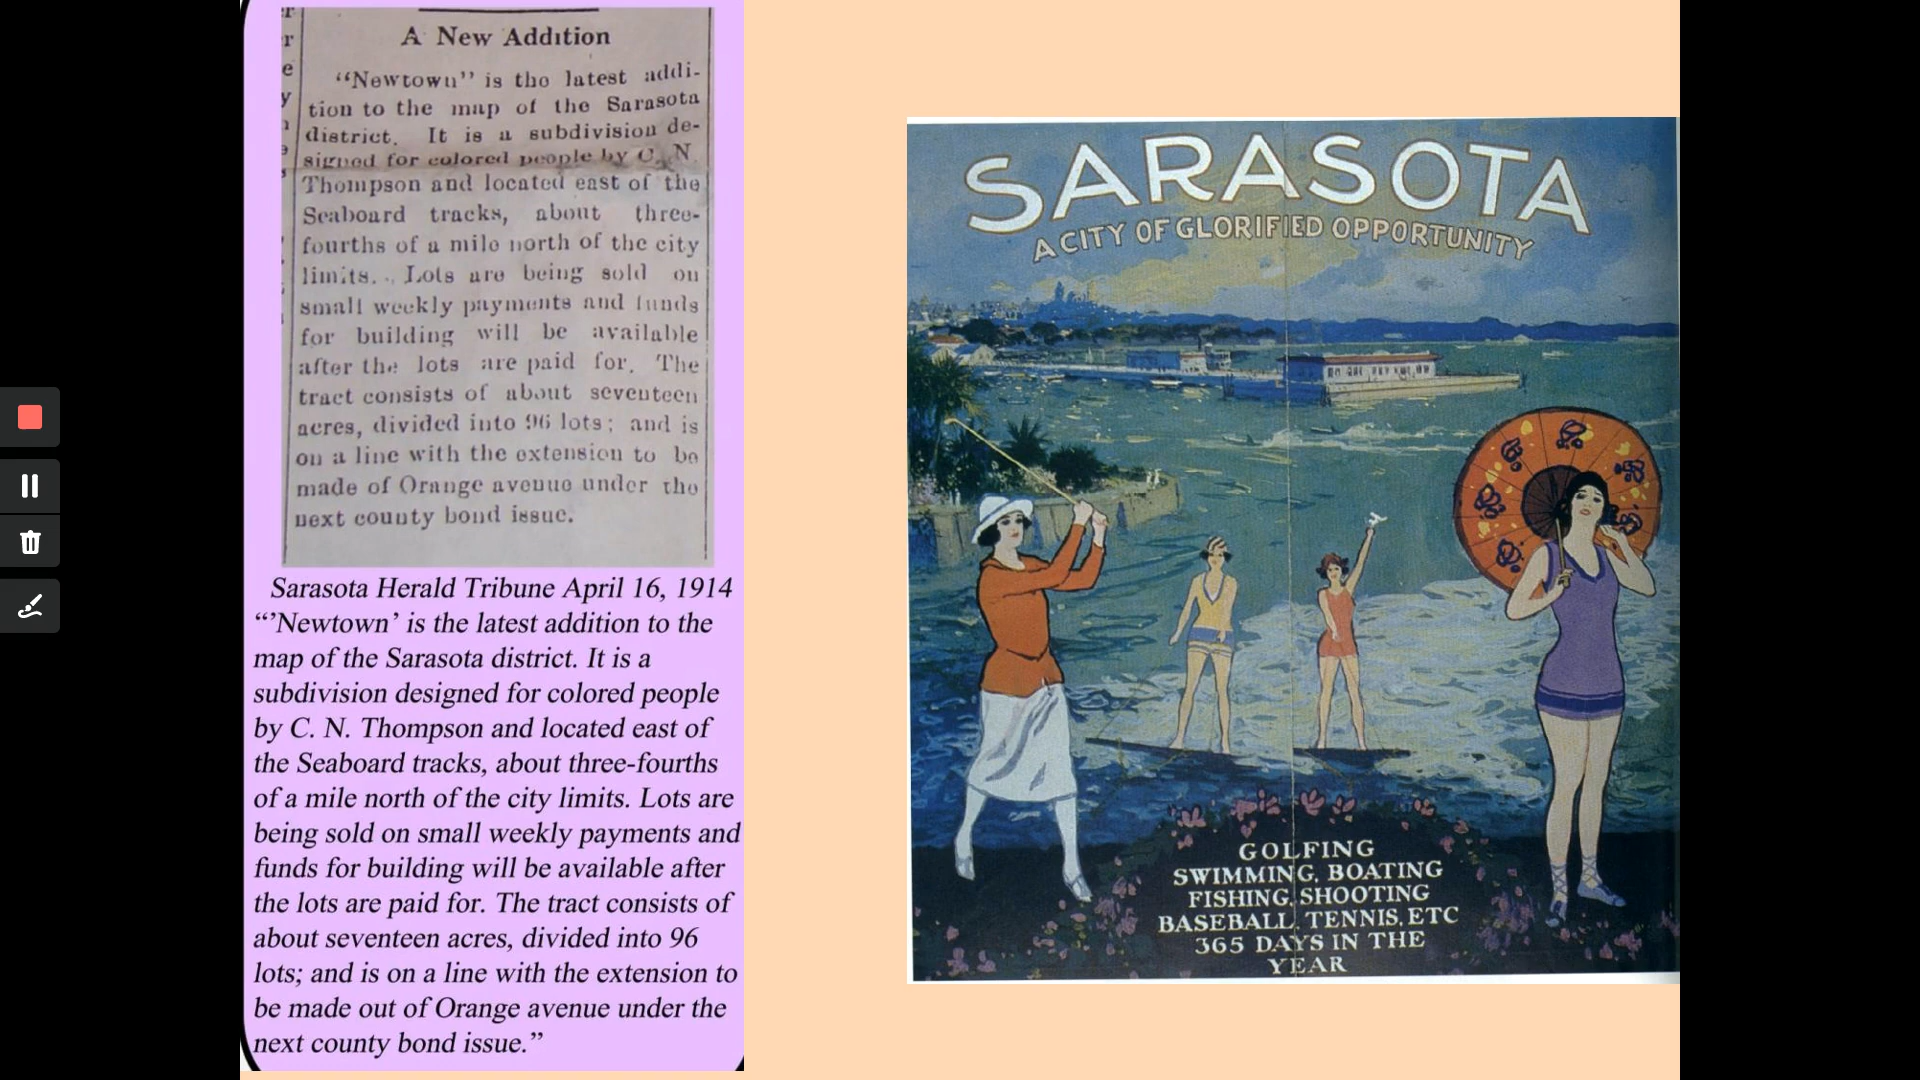 A New Addition
“Newtown” is the latest addi-
tion to the map of the Sarasota
district. It is a subdivision de-
signed for colored people by C. N.
Thompson and located east of the
Seaboard tracks, about three-
fourths of a mile north of the city
limits. Lots are being sold on
small weekly payments and funds
for building will be available
after the lots are paid for. The
tract consists of about seventeen
acres, divided into 96 lots; and is
on a line with the extension to be
made of Orange avenue under the
next county bond issue.
Sarasota Herald Tribune April 16, 1914
“’Newtown’ is the latest addition to the
map of the Sarasota district. It is a
subdivision designed for colored people
by C. N. Thompson and located east of
the Seaboard tracks, about three-fourths
of a mile north of the city limits. Lots are
being sold on small weekly payments and
funds for building will be available after
the lots are paid for. The tract consists of
about seventeen acres, divided into 96
lots; and is on a line with the extension to
be made out of Orange avenue under the
next county bond issue.”
SARASOTA
A CITY OF GLORIFIED OPPORTUNITY
GOLFING
SWIMMING, BOATING
FISHING, SHOOTING
BASEBALL, TENNIS, ETC
365 DAYS IN THE
YEAR